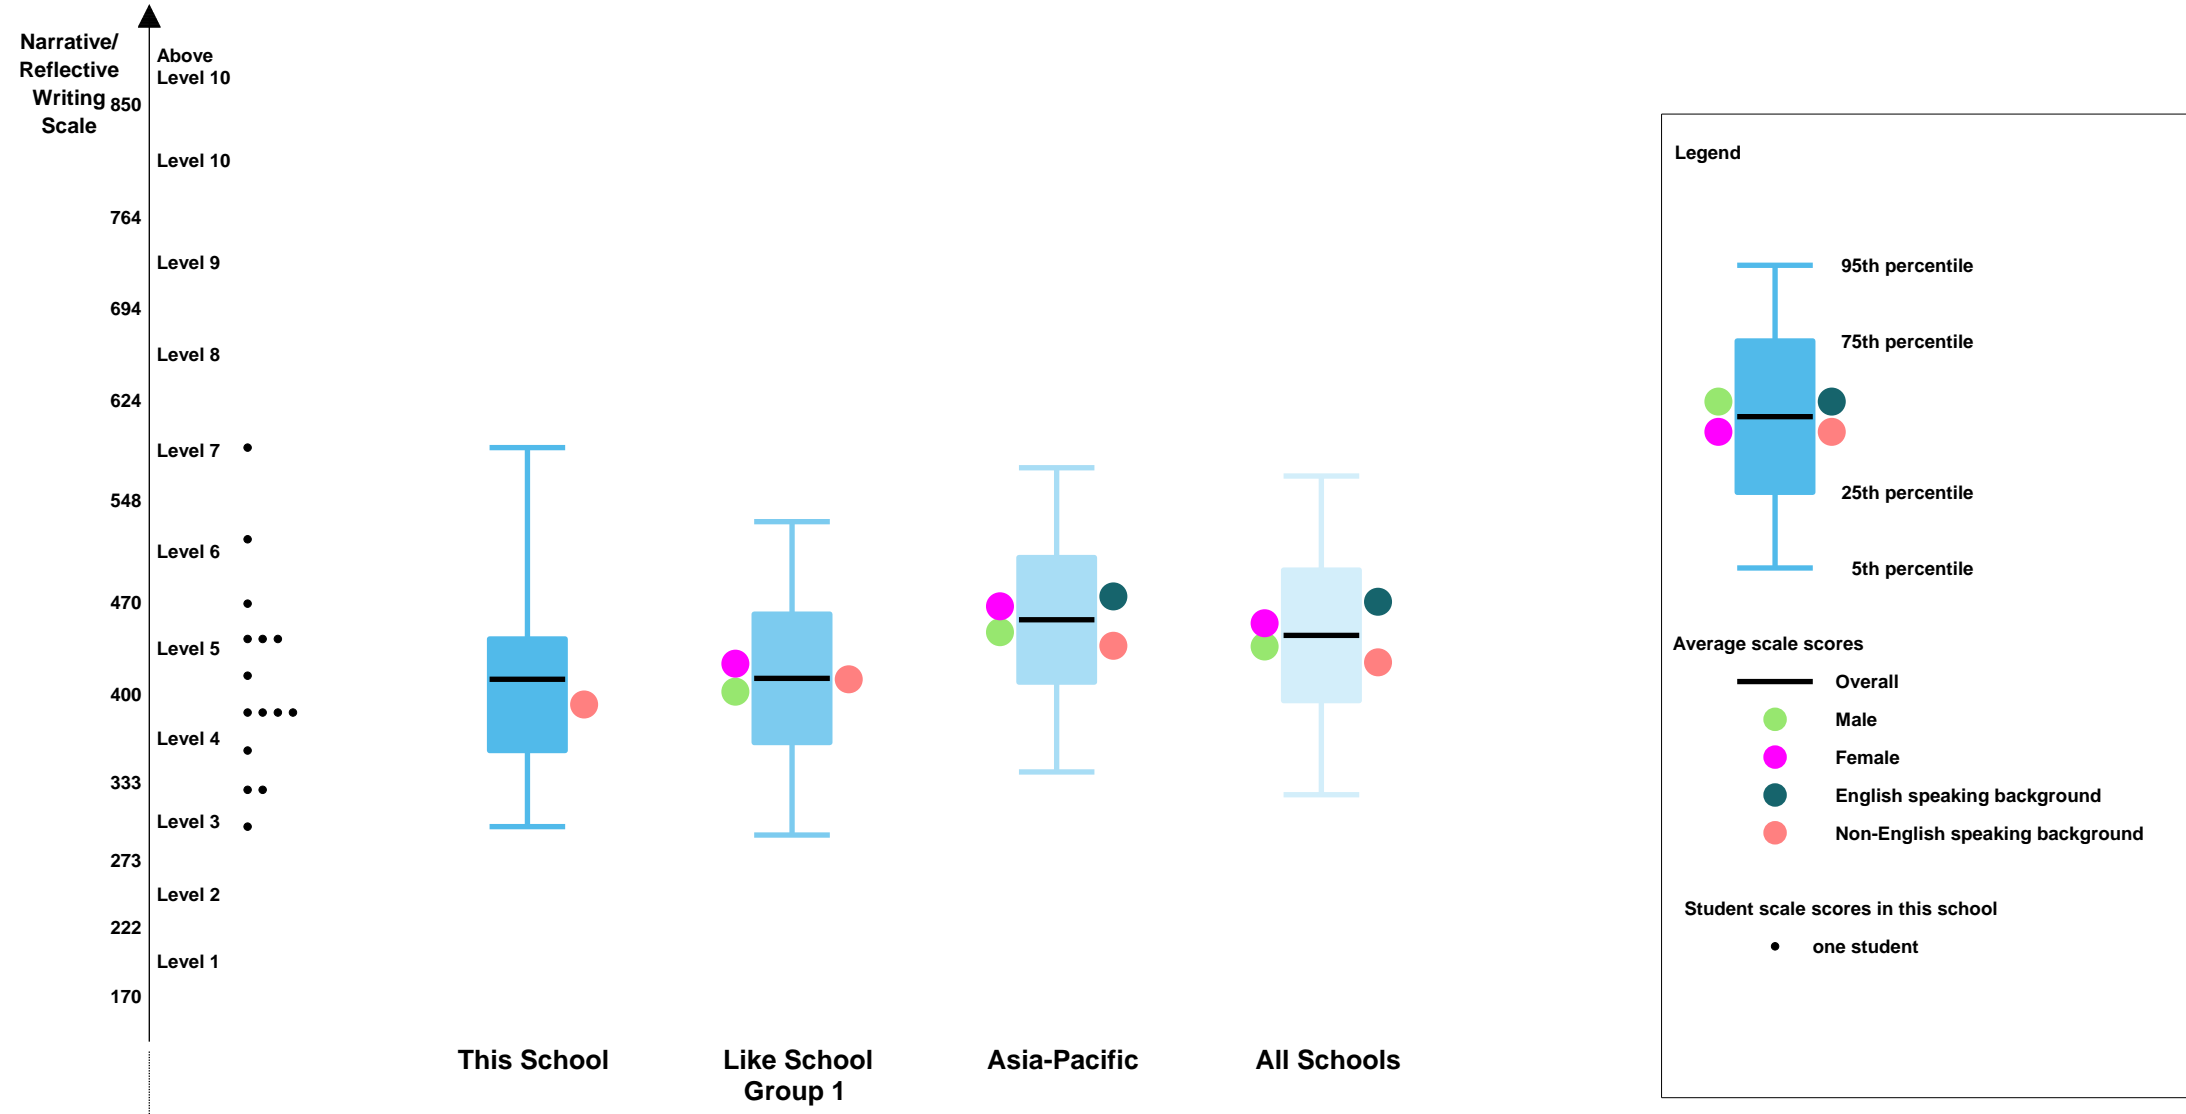 Narrative/
Reflective
Writing
Scale
850
764
694
624
548
470
400
333
273
222
170
Above
Level 10
Level 10
Level 9
Level 8
Level 7
Level 6
Level 5
Level 4
Level 3
Level 2
Level 1
This School
Like School
Group 1
Asia-Pacific
All Schools
Legend
95th percentile
75th percentile
25th percentile
5th percentile
Average scale scores
Overall
Male
Female
English speaking background
Non-English speaking background
Student scale scores in this school
one student